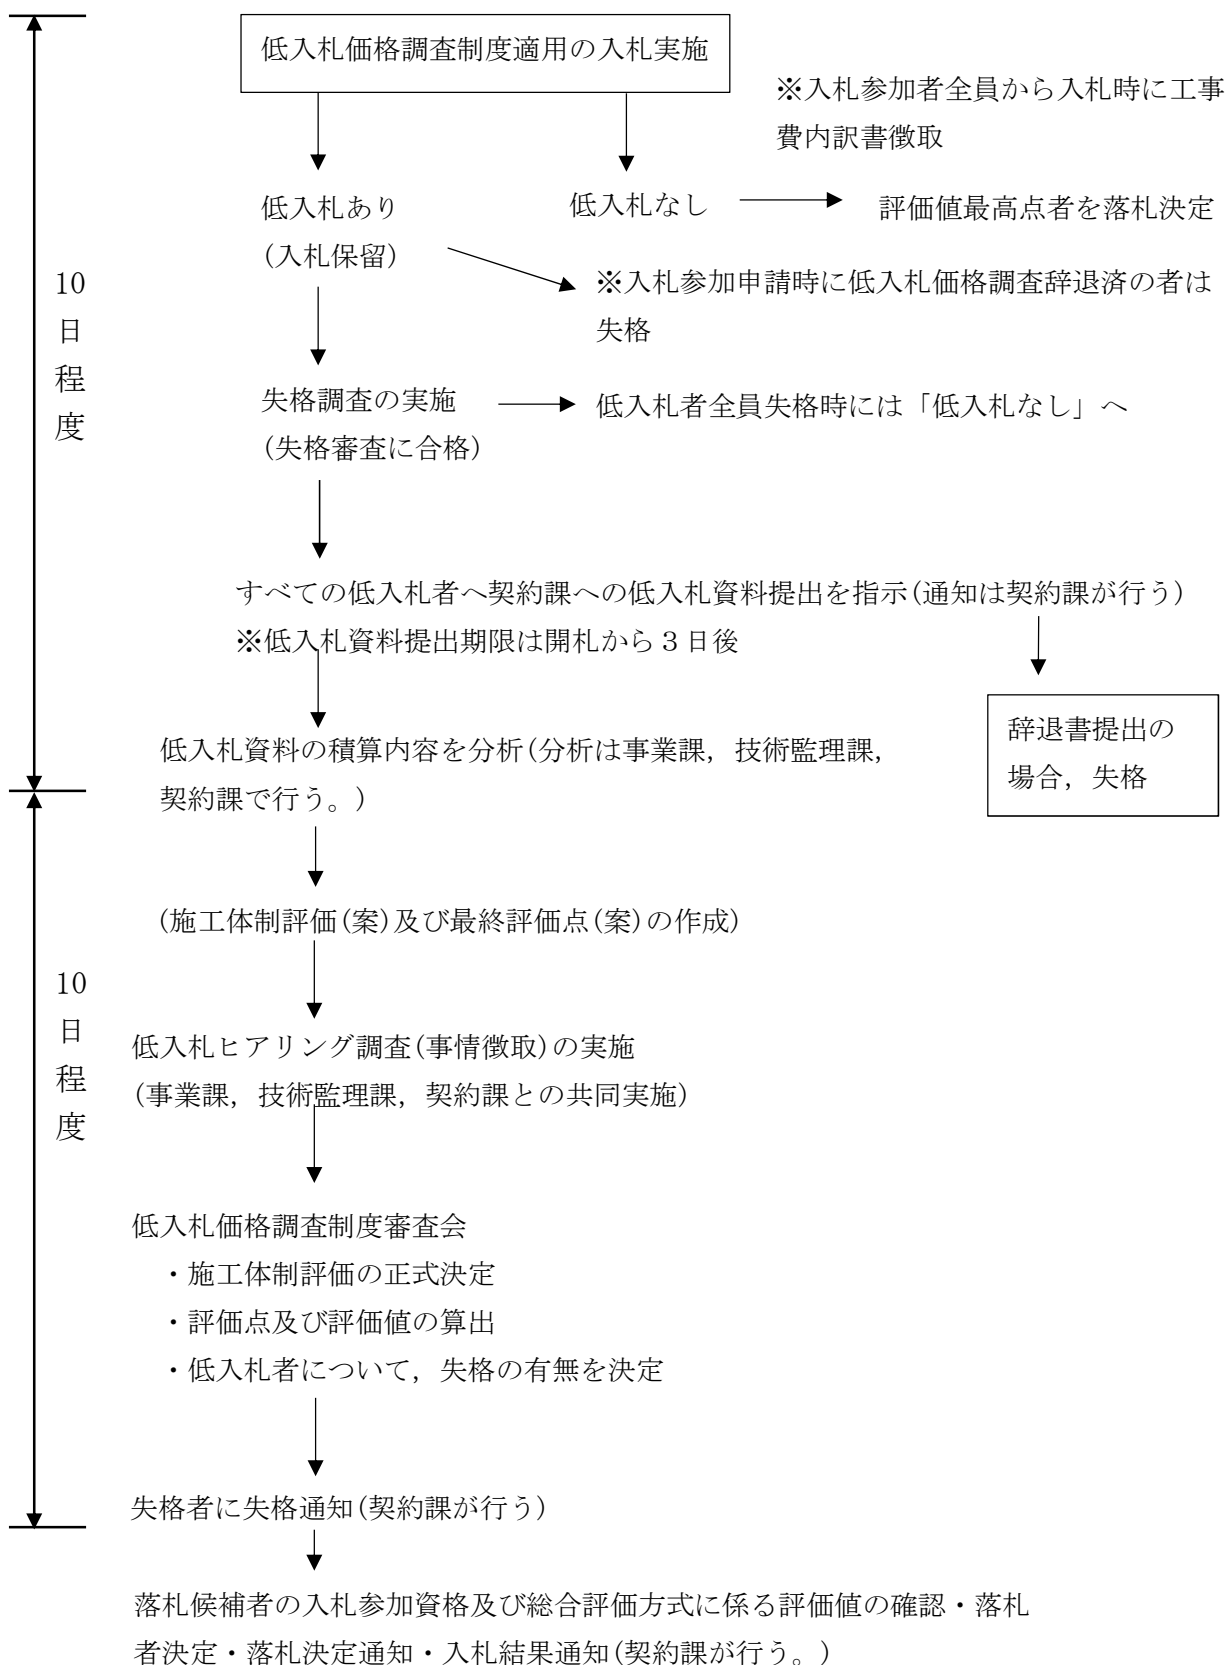 低入札価格調査制度適用の入札実施
※入札参加者全員から入札時に工事
費内訳書徴取
低入札あり
(入札保留)
低入札なし
評価値最高点者を落札決定
※入札参加申請時に低入札価格調査辞退済の者は
失格
10
日
程
度
失格調査の実施
(失格審査に合格)
低入札者全員失格時には「低入札なし」へ
すべての低入札者へ契約課への低入札資料提出を指示(通知は契約課が行う)
※低入札資料提出期限は開札から３日後
辞退書提出の
場合，失格
低入札資料の積算内容を分析(分析は事業課，技術監理課，
契約課で行う。)
(施工体制評価(案)及び最終評価点(案)の作成)
10
日
程
度
低入札ヒアリング調査(事情徴取)の実施
(事業課，技術監理課，契約課との共同実施)
低入札価格調査制度審査会
・施工体制評価の正式決定
・評価点及び評価値の算出
・低入札者について，失格の有無を決定
失格者に失格通知(契約課が行う)
落札候補者の入札参加資格及び総合評価方式に係る評価値の確認・落札
者決定・落札決定通知・入札結果通知(契約課が行う。)